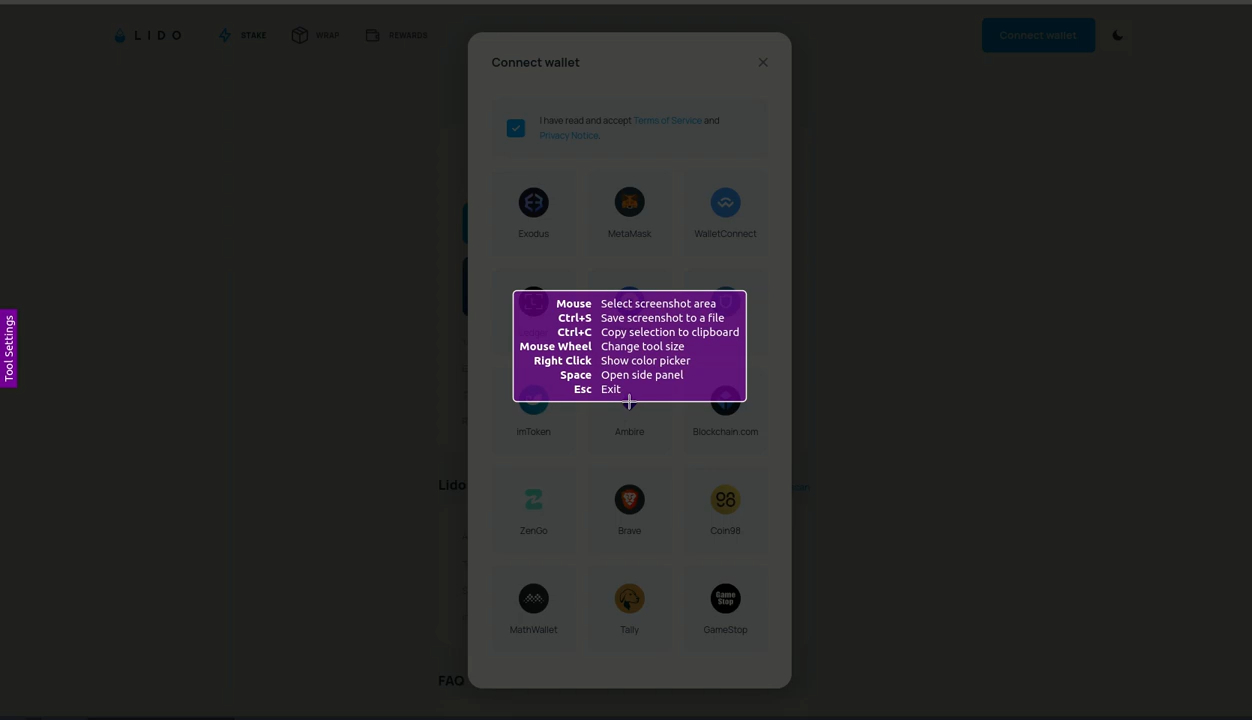 LIDO
STAKE
WRAP
REWARDS
Connect wallet
Connect wallet
I have read and accept Terms of Service and
Privacy Notice.
Exodus
MetaMask
WalletConnect
Mouse Select screenshot area
Ctrl+S Save screenshot to a file
Ctrl+C Copy selection to clipboard
Mouse Wheel Change tool size
Right Click Show color picker
Space Open side panel
Esc Exit
Tool Settings
imToken
Ambire
Blockchain.com
Lido
ZenGo
Brave
Coin98
98
MathWallet
Tally
GameStop
Game
Stop
FAQ